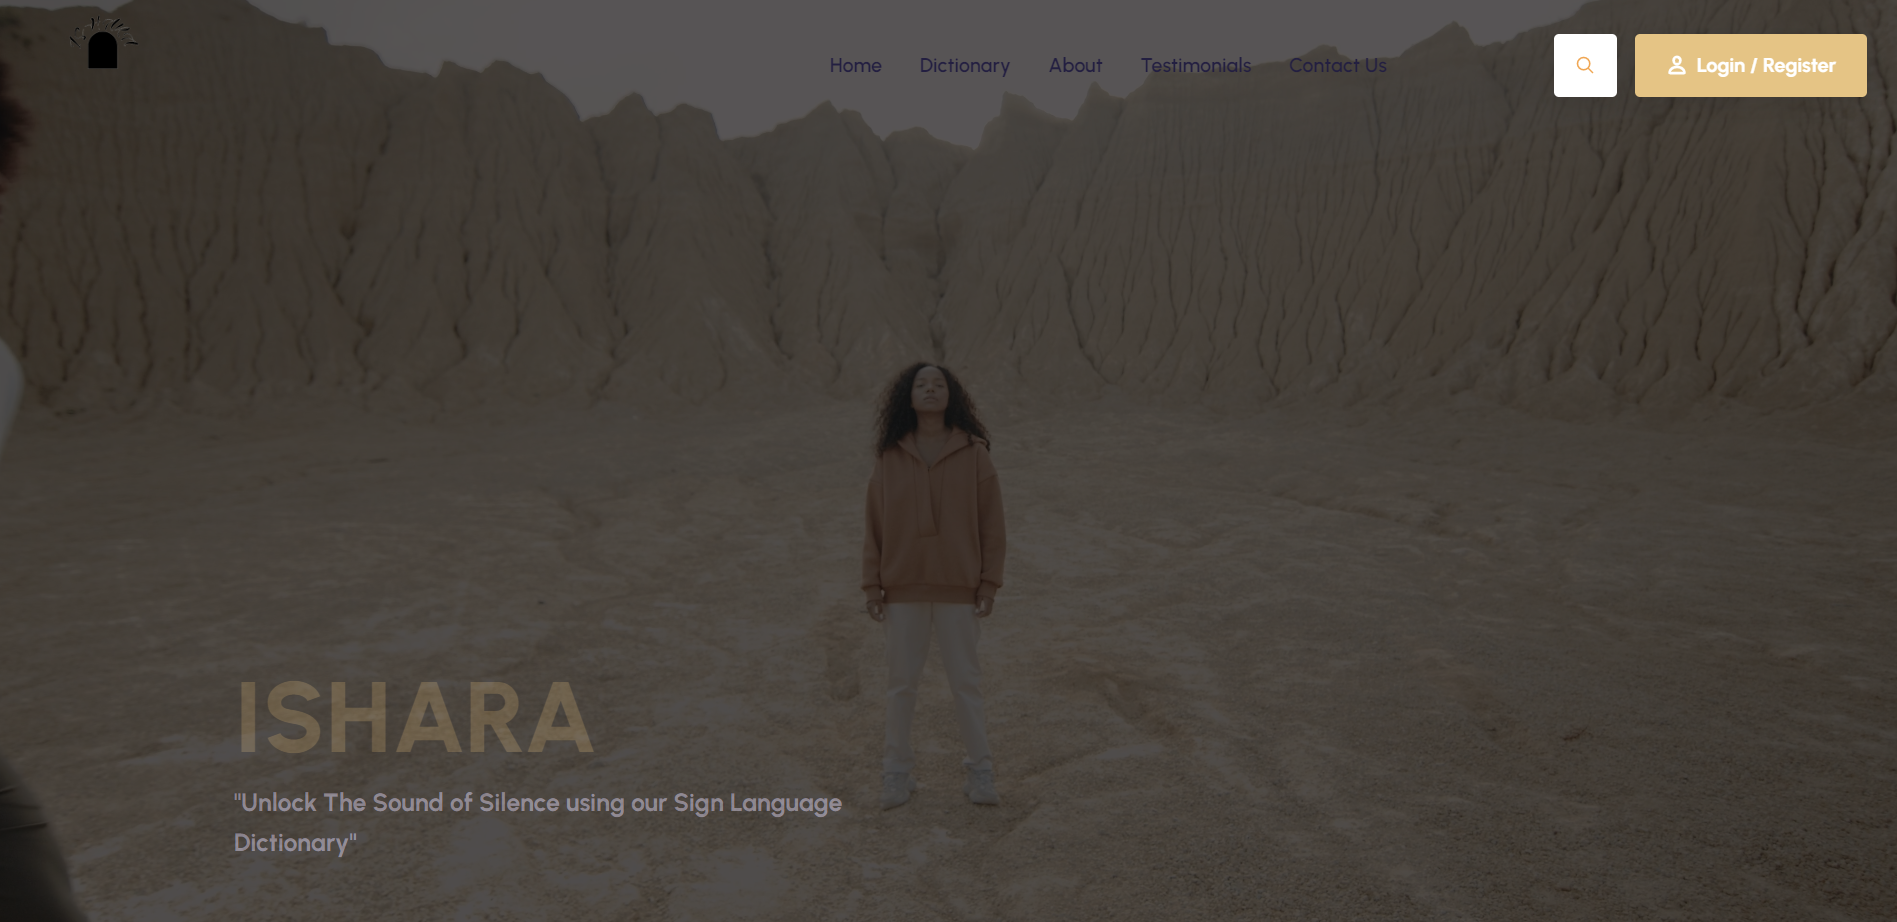 Home
Dictionary
About
Testimonials
Contact Us
Login / Register
ISHARA
"Unlock The Sound of Silence using our Sign Language
Dictionary"